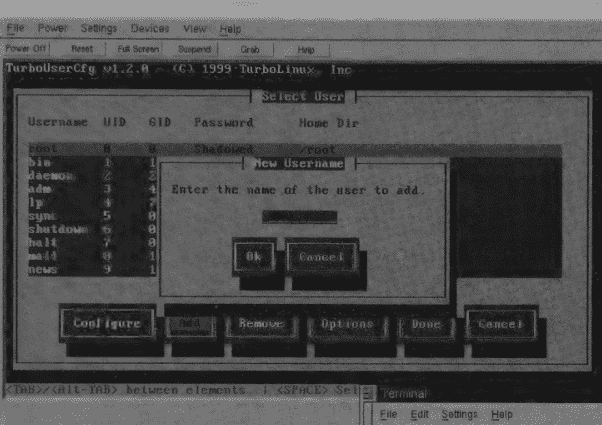 File Power Settings Devices View Help
Power Off Reset Full Screen Suspend Grab Help
TurboUserCfg v1.2.0 - (C) 1999 TurboLinux, Inc
Select User
Username UID GID Password Home Dir
root 0 0 Shadowed /root
bin 1 1
daemon 2 2
adm 3 4
lp 4 7
sync 5 0
shutdown 6 0
halt 7 0
mail 8 1
news 9 1
New Username
Enter the name of the user to add.
Ok Cancel
Configure Add Remove Options Done Cancel
<TAB>/<Alt-TAB> between elements | <SPACE> Sel
Terminal
File Edit Settings Help